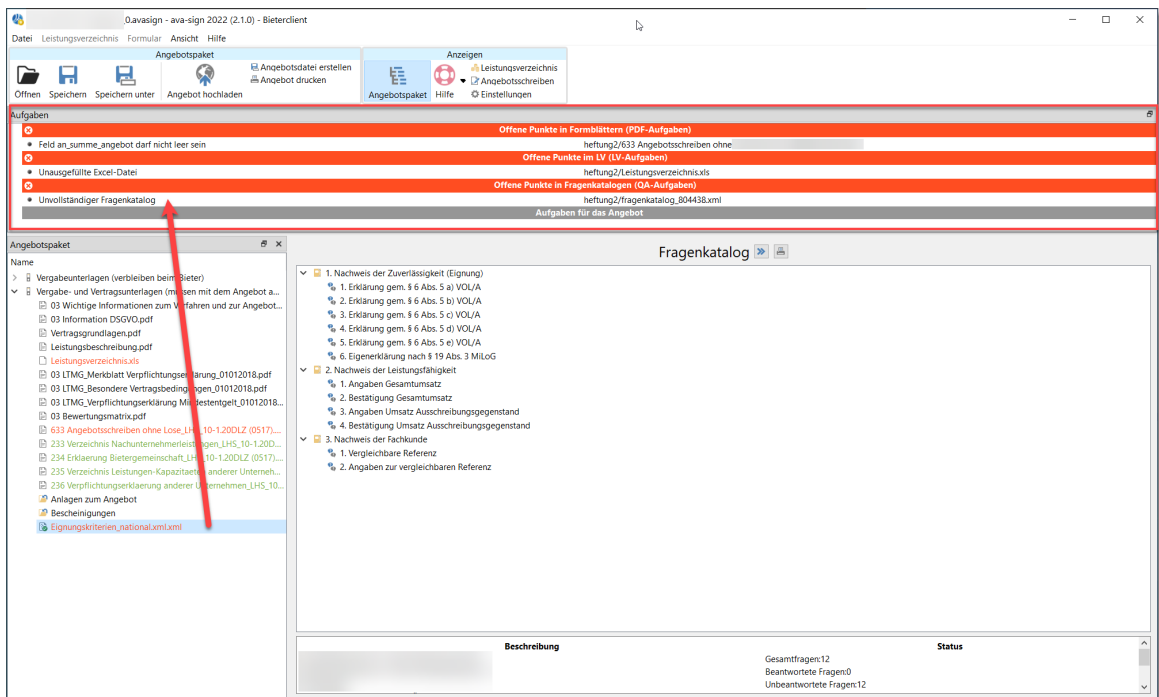 0.avasign - ava-sign 2022 (2.1.0) - Bieterclient
Datei Leistungsverzeichnis Formular Ansicht Hilfe
Angebotspaket Anzeigen
Öffnen Speichern Speichern unter Angebot hochladen
Angebotsdatei erstellen
Angebot drucken
Angebotspaket Hilfe
Leistungsverzeichnis
Angebotsschreiben
Einstellungen
Aufgaben
Offene Punkte in Formblättern (PDF-Aufgaben)
Feld an_summe_angebot darf nicht leer sein heftung2/633 Angebotsschreiben ohne
Offene Punkte im LV (LV-Aufgaben)
Unausgefüllte Excel-Datei heftung2/Leistungsverzeichnis.xls
Offene Punkte in Fragenkatalogen (QA-Aufgaben)
Unvollständiger Fragenkatalog heftung2/fragenkatalog_804438.xml
Aufgaben für das Angebot
Angebotspaket
Name
Vergabeunterlagen (verbleiben beim Bieter)
Vergabe- und Vertragsunterlagen (müssen mit dem Angebot a...
03 Wichtige Informationen zum Verfahren und zur Angebot...
03 Information DSGVO.pdf
Vertragsgrundlagen.pdf
Leistungsbeschreibung.pdf
Leistungsverzeichnis.xls
03 LTMG_Merkblatt Verpflichtungserklärung_01012018.pdf
03 LTMG_Besondere Vertragsbedingungen_01012018.pdf
03 LTMG_Verpflichtungserklärung Mindestentgelt_01012018...
03 Bewertungsmatrix.pdf
633 Angebotsschreiben ohne Lose_LHS_10-1.20DLZ (0517)....
233 Verzeichnis Nachunternehmerleistungen_LHS_10-1.20D...
234 Erklaerung Bietergemeinschaft_LHS_10-1.20DLZ (0517)....
235 Verzeichnis Leistungen-Kapazitaeten anderer Unterneh...
236 Verpflichtungserklaerung anderer Unternehmen_LHS_10...
Anlagen zum Angebot
Bescheinigungen
Eignungskriterien_national.xml.xml
Fragenkatalog
1. Nachweis der Zuverlässigkeit (Eignung)
1. Erklärung gem. § 6 Abs. 5 a) VOL/A
2. Erklärung gem. § 6 Abs. 5 b) VOL/A
3. Erklärung gem. § 6 Abs. 5 c) VOL/A
4. Erklärung gem. § 6 Abs. 5 d) VOL/A
5. Erklärung gem. § 6 Abs. 5 e) VOL/A
6. Eigenerklärung nach § 19 Abs. 3 MiLoG
2. Nachweis der Leistungsfähigkeit
1. Angaben Gesamtumsatz
2. Bestätigung Gesamtumsatz
3. Angaben Umsatz Ausschreibungsgegenstand
4. Bestätigung Umsatz Ausschreibungsgegenstand
3. Nachweis der Fachkunde
1. Vergleichbare Referenz
2. Angaben zur vergleichbaren Referenz
Beschreibung Status
Gesamtfragen:12
Beantwortete Fragen:0
Unbeantwortete Fragen:12